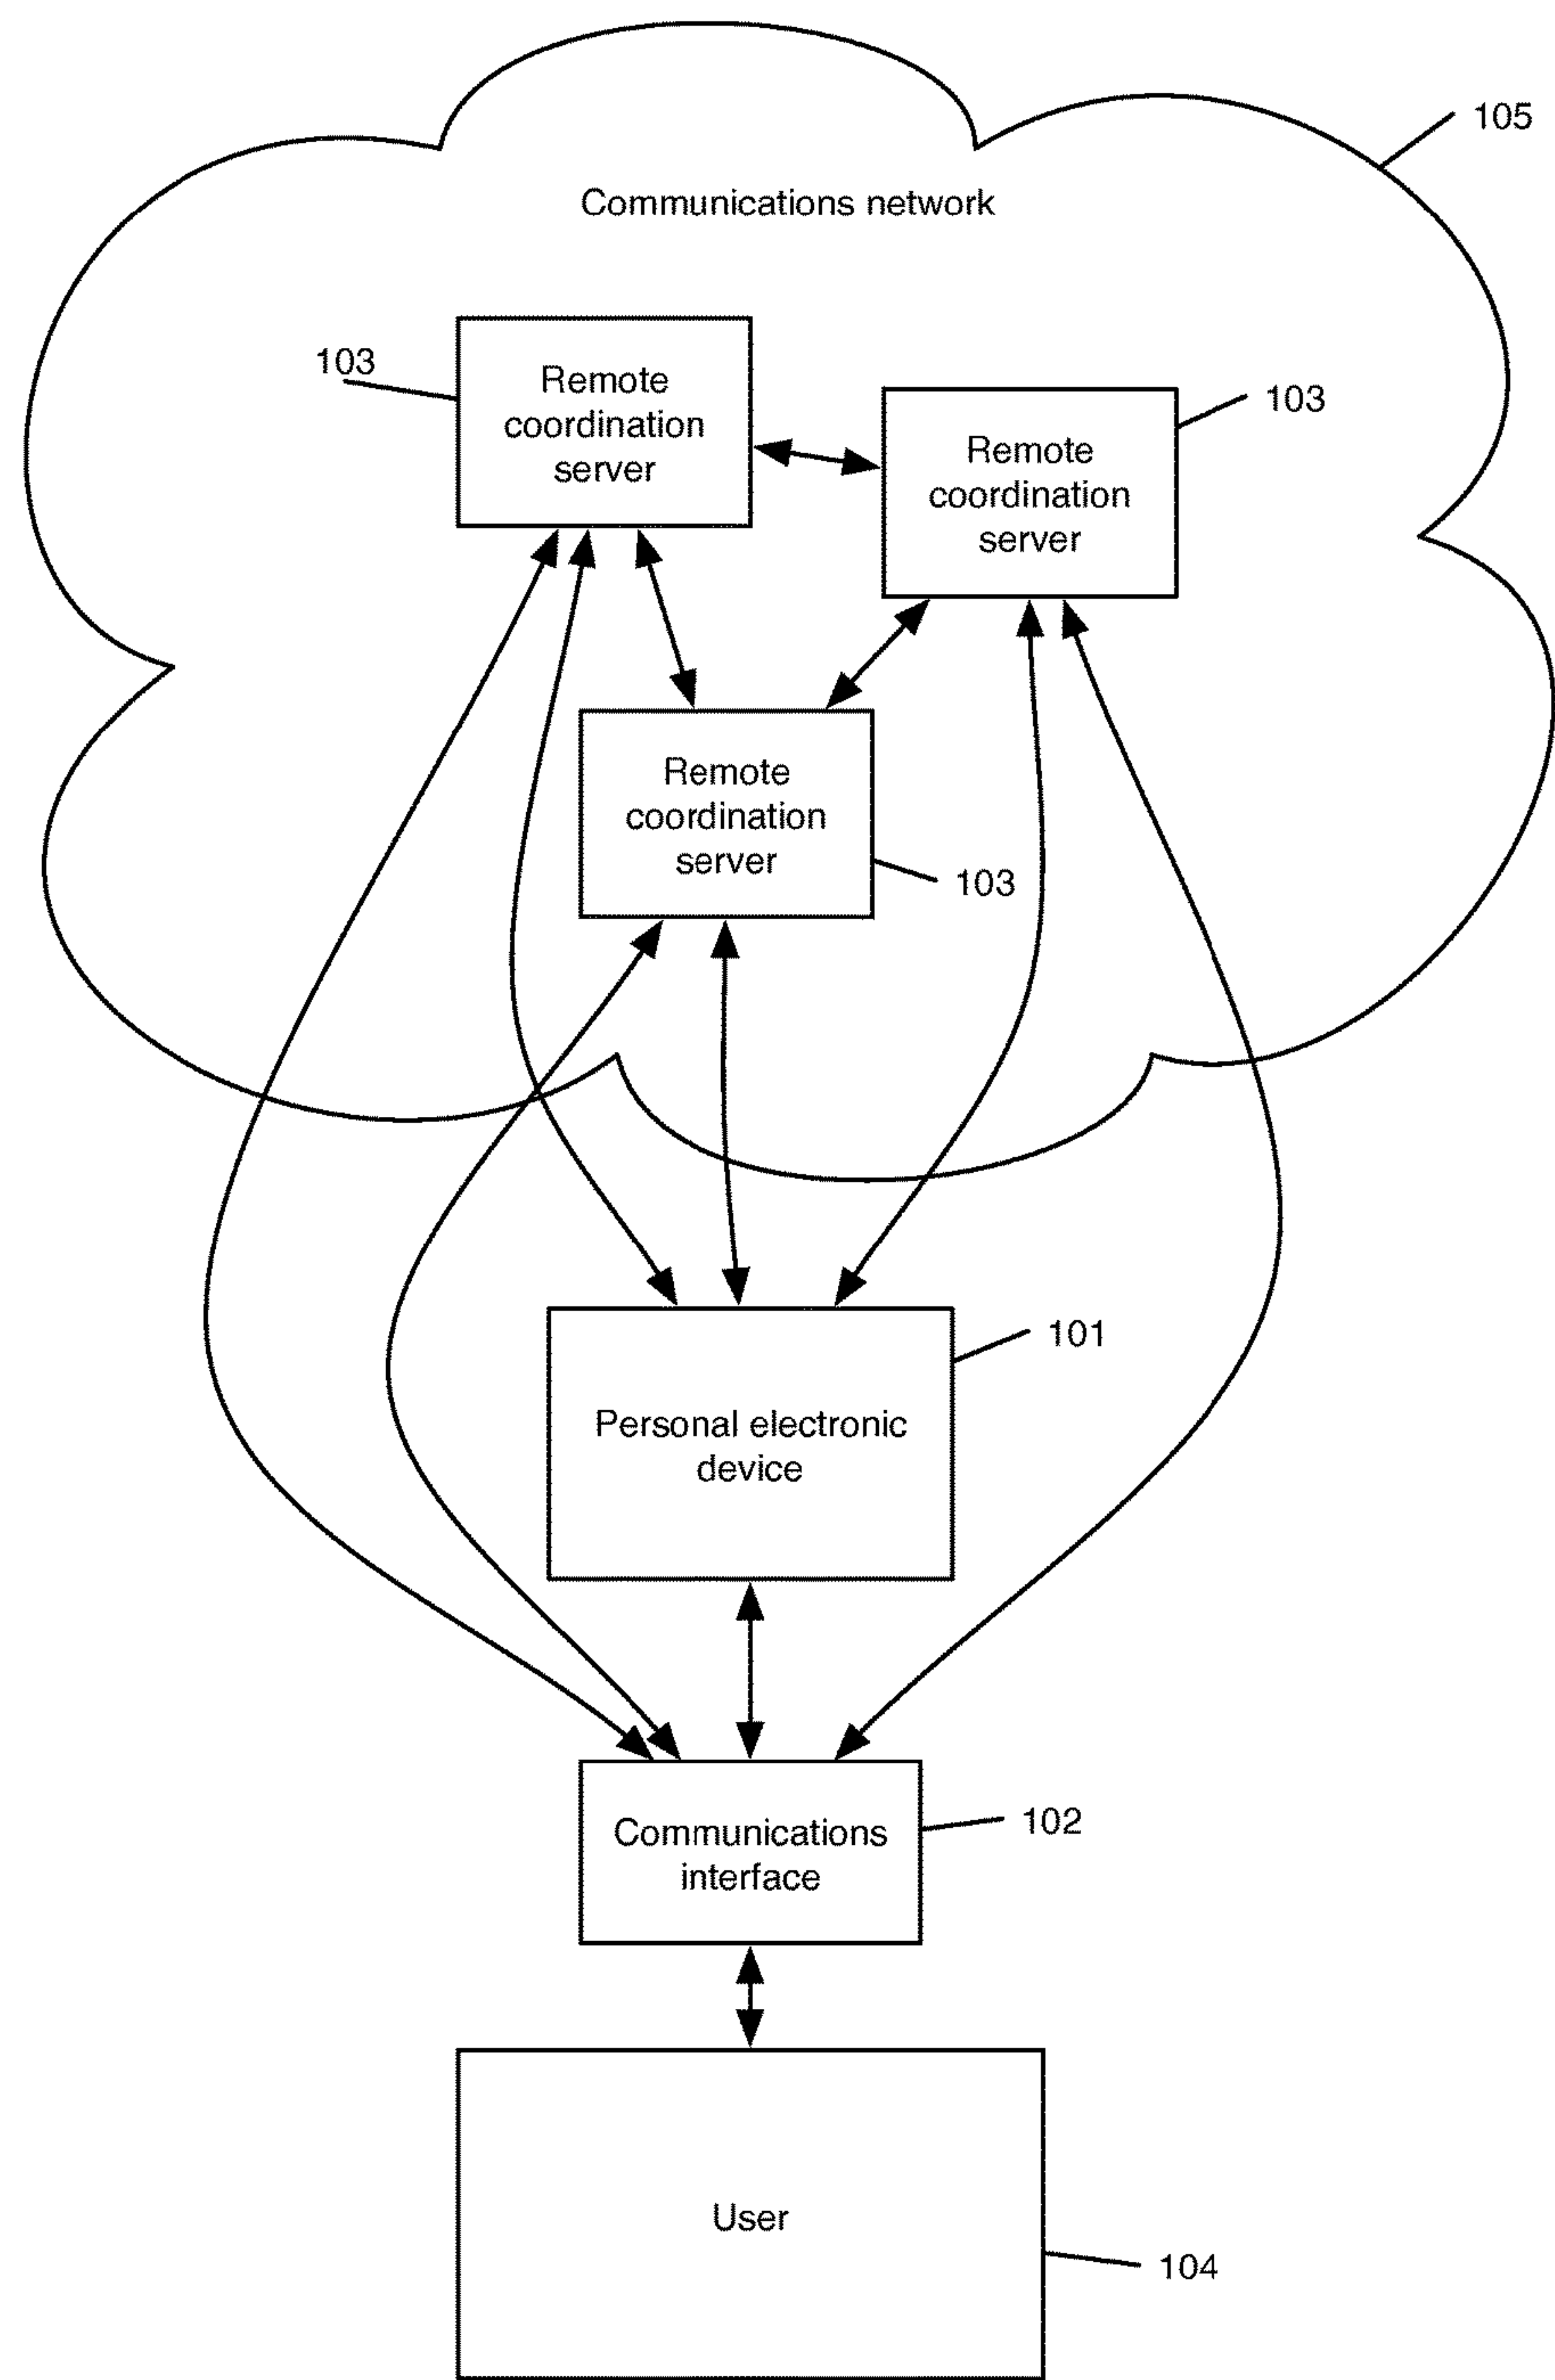 105
Communications network
103
Remote
coordination
server
103
Remote
coordination
server
Remote
coordination
server
103
101
Personal electronic
device
102
Communications
interface
User
104